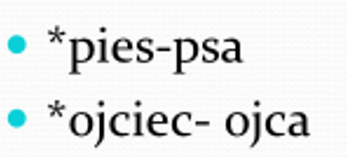 • *pies-psa
• *ojciec- ojca